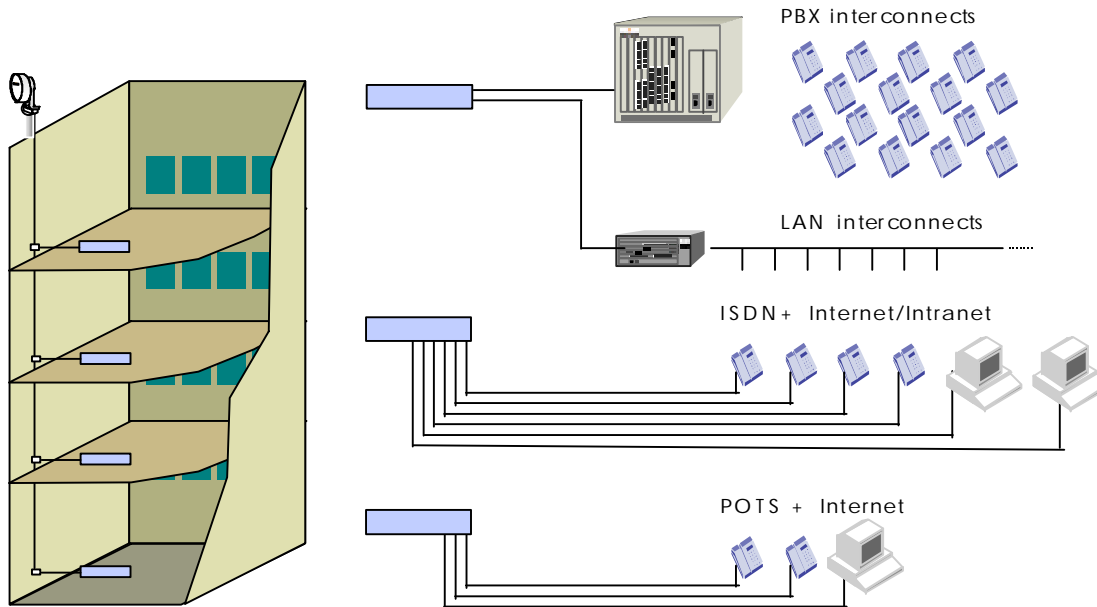 PBX interconnects
LAN interconnects
ISDN+ Internet/Intranet
POTS + Internet